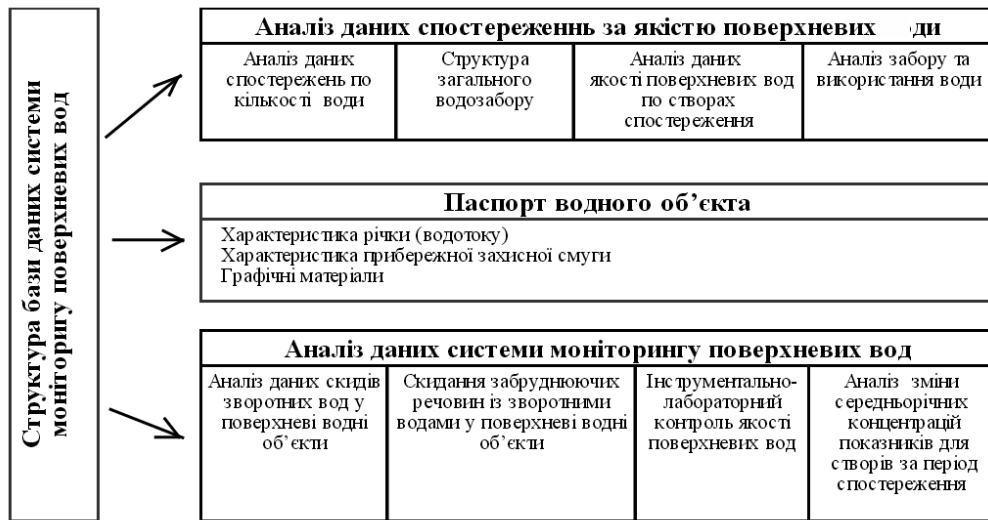 Структура бази даних системи
моніторигу поверхневих вод
Аналіз даних спостереженнь за якістю поверхневих ди
Аналіз даних
спостережень по
кількості води
Структура
загального
водозабору
Аналіз даних
якості поверхневих вод
по створах
спостереження
Аналіз забору та
використання води
Паспорт водного об’єкта
Характеристика річки (водотоку)
Характеристика прибережної захисної смуги
Графічні матеріали
Аналіз даних системи моніторингу поверхневих вод
Аналіз даних скидів
зворотних вод у
поверхневі водні
об’єкти
Скидання забруднюючих
речовин із зворотними
водами у поверхневі водні
об’єкти
Інструментально-
лабораторний
контроль якості
поверхневих вод
Аналіз зміни
середньорічних
концентрацій
показників для
створів за період
спостереження